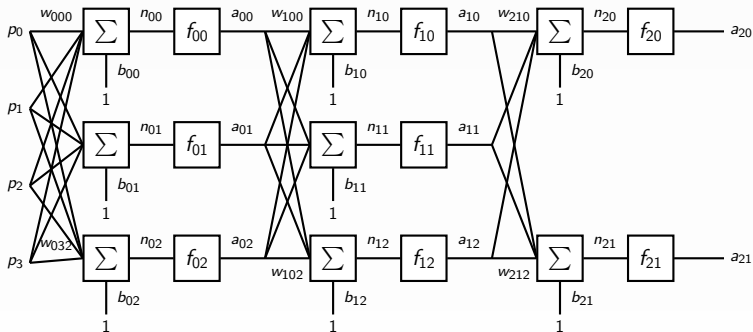 w000 n00 a00 w100 n10 a10 w210 n20
p0 Σ f00 Σ f10 Σ f20 a20
b00 b10 b20
1 1 1
p1
n01 a01 n11 a11
Σ f01 Σ f11
p2
b01 b11
1 1
w032 n02 a02 n12 a12 n21
p3 Σ f02 w102 Σ f12 w212 Σ f21 a21
b02 b12 b21
1 1 1